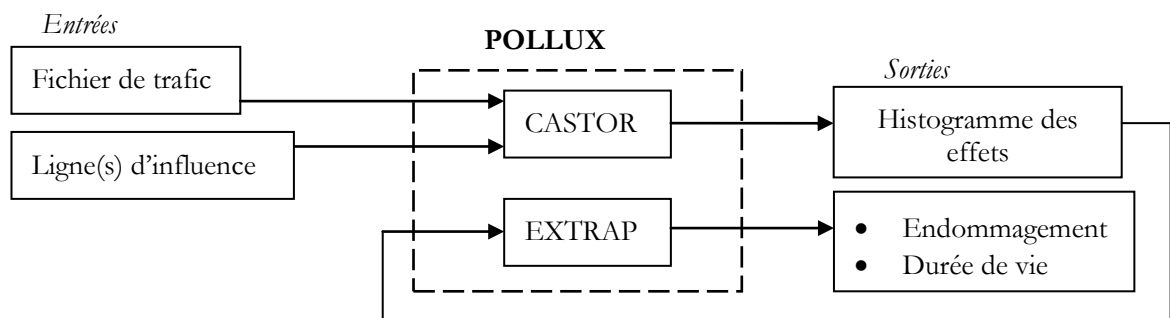 Entrées
Fichier de trafic
Ligne(s) d'influence
POLLUX
CASTOR
EXTRAP
Sorties
Histogramme des
effets
• Endommagement
• Durée de vie